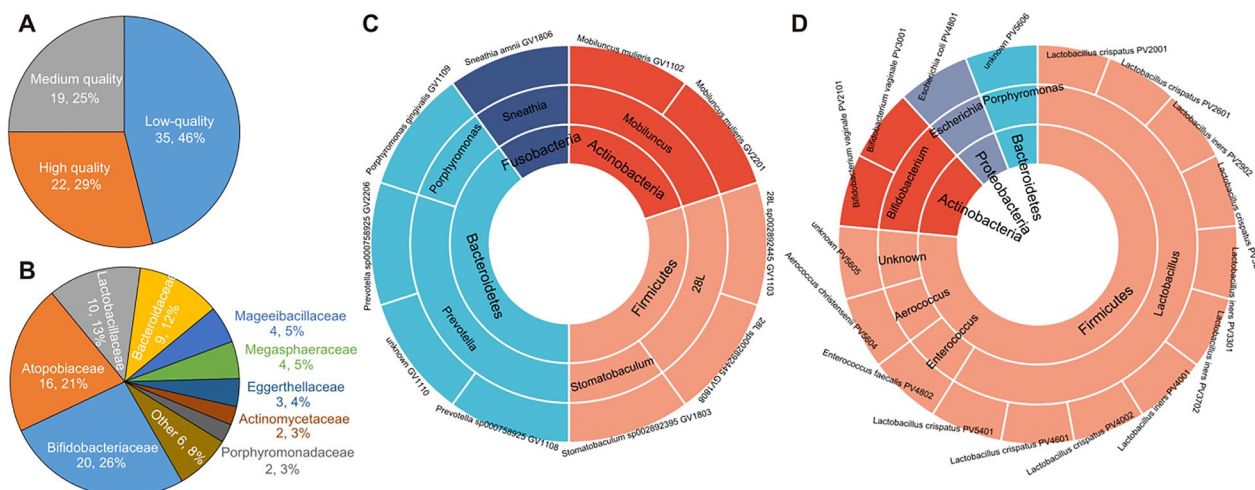 A
Medium quality
19, 25%
Low-quality
35, 46%
High quality
22, 29%
B
Lactobacillaceae
10, 13%
Bacteroidaceae
9, 12%
Mageeibacillaceae
4, 5%
Megasphaeraceae
4, 5%
Eggerthellaceae
3, 4%
Actinomycetaceae
2, 3%
Porphyromonadaceae
2, 3%
Other 6, 8%
Bifidobacteriaceae
20, 26%
Atopobiaceae
16, 21%
C
Sneathia amnii GV1806
Mobiluncus mulieris GV1102
Mobiluncus mulieris GV2201
28L sp002892445 GV1103
28L sp002892445 GV1808
Stomatobaculum sp002892395 GV1803
Prevotella sp000758925 GV1108
unknown GV1110
Prevotella sp000758925 GV2206
Porphyromonas gingivalis GV1109
Sneathia
Mobiluncus
28L
Stomatobaculum
Prevotella
Porphyromonas
Fusobacteria
Actinobacteria
Firmicutes
Bacteroidetes
D
unknown PV5606
Lactobacillus crispatus PV2001
Lactobacillus crispatus PV2601
Lactobacillus iners PV2902
Lactobacillus crispatus
Lactobacillus iners PV3301
Lactobacillus iners PV3702
Lactobacillus iners PV4001
Lactobacillus crispatus PV4002
Lactobacillus crispatus PV4601
Lactobacillus crispatus PV5401
Enterococcus faecalis PV4802
Aerococcus christensenii PV5604
unknown PV5605
Bifidobacterium vaginale PV2101
Bifidobacterium vaginale PV3001
Escherichia coli PV4801
Porphyromonas
Lactobacillus
Enterococcus
Aerococcus
Unknown
Bifidobacterium
Escherichia
Bacteroidetes
Firmicutes
Actinobacteria
Proteobacteria